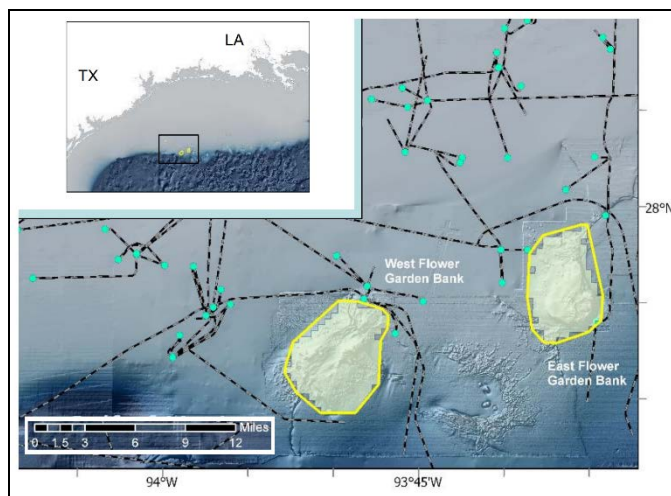 LA
TX
28°N
West Flower
Garden Bank
East Flower
Garden Bank
Miles
0 1.5 3 6 9 12
94°W
93°45'W